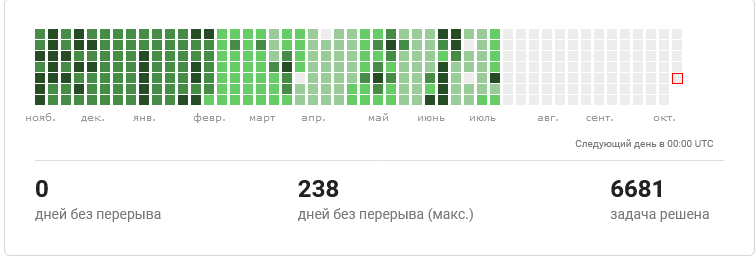 нояб. дек. янв. февр. март апр. май июнь июль авг. сент. окт.
Следующий день в 00:00 UTC
0 238 6681
дней без перерыва дней без перерыва (макс.) задача решена